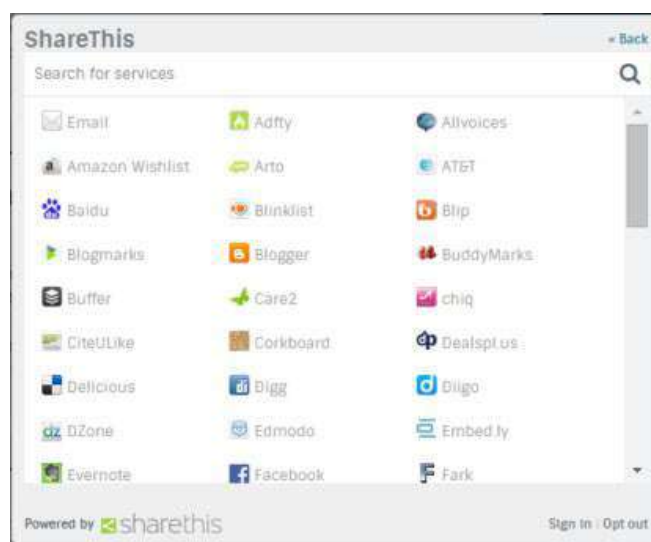 ShareThis
« Back
Search for services
Email Adfty Allvoices
Amazon Wishlist Arto AT&T
Baidu Blinklist Blip
Blogmarks Blogger BuddyMarks
Buffer Care2 chiq
CiteULike Corkboard Dealspl.us
Delicious Digg Diigo
DZone Edmodo Embed.ly
Evernote Facebook Fark
Powered by sharethis Sign In | Opt out